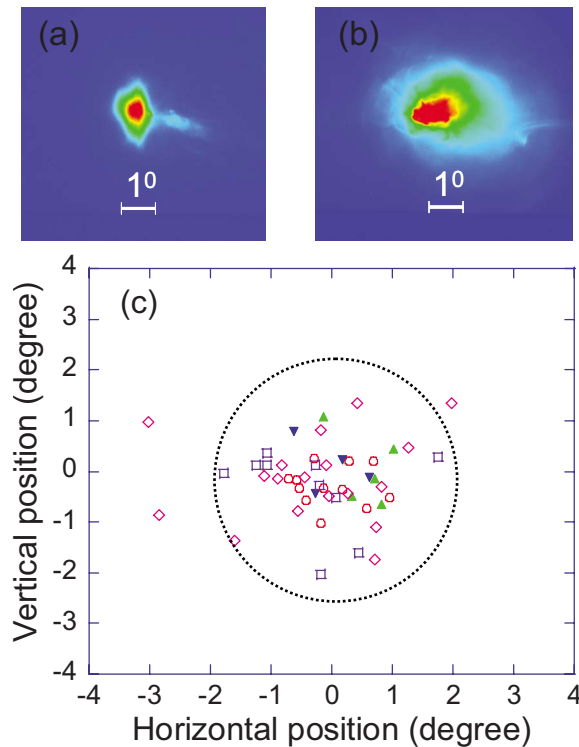 (a)
1⁰
(b)
1⁰
(c)
4
3
2
1
0
-1
-2
-3
-4
Vertical position (degree)
-4 -3 -2 -1 0 1 2 3 4
Horizontal position (degree)